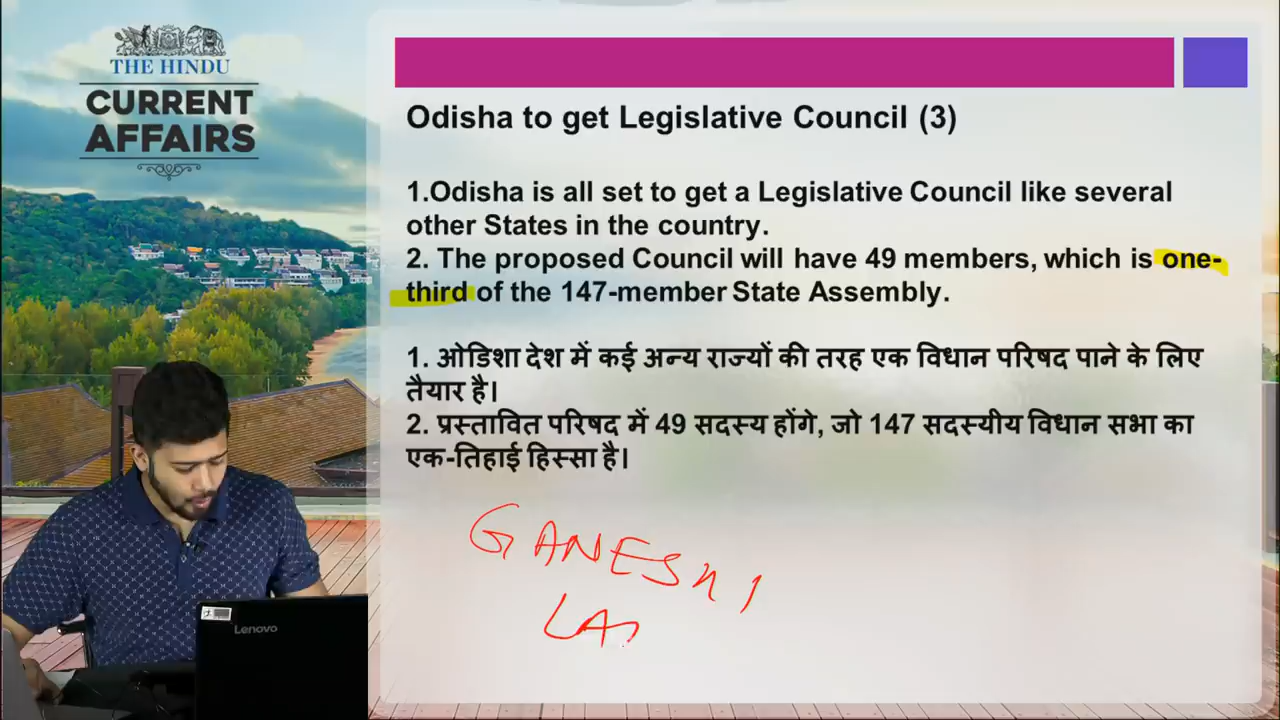 THE HINDU
CURRENT
AFFAIRS
Odisha to get Legislative Council (3)
1.Odisha is all set to get a Legislative Council like several
other States in the country.
2. The proposed Council will have 49 members, which is one-
third of the 147-member State Assembly.
1. ओडिशा देश में कई अन्य राज्यों की तरह एक विधान परिषद पाने के लिए
तैयार है।
2. प्रस्तावित परिषद में 49 सदस्य होंगे, जो 147 सदस्यीय विधान सभा का
एक-तिहाई हिस्सा है।
GANESHI
Lenovo